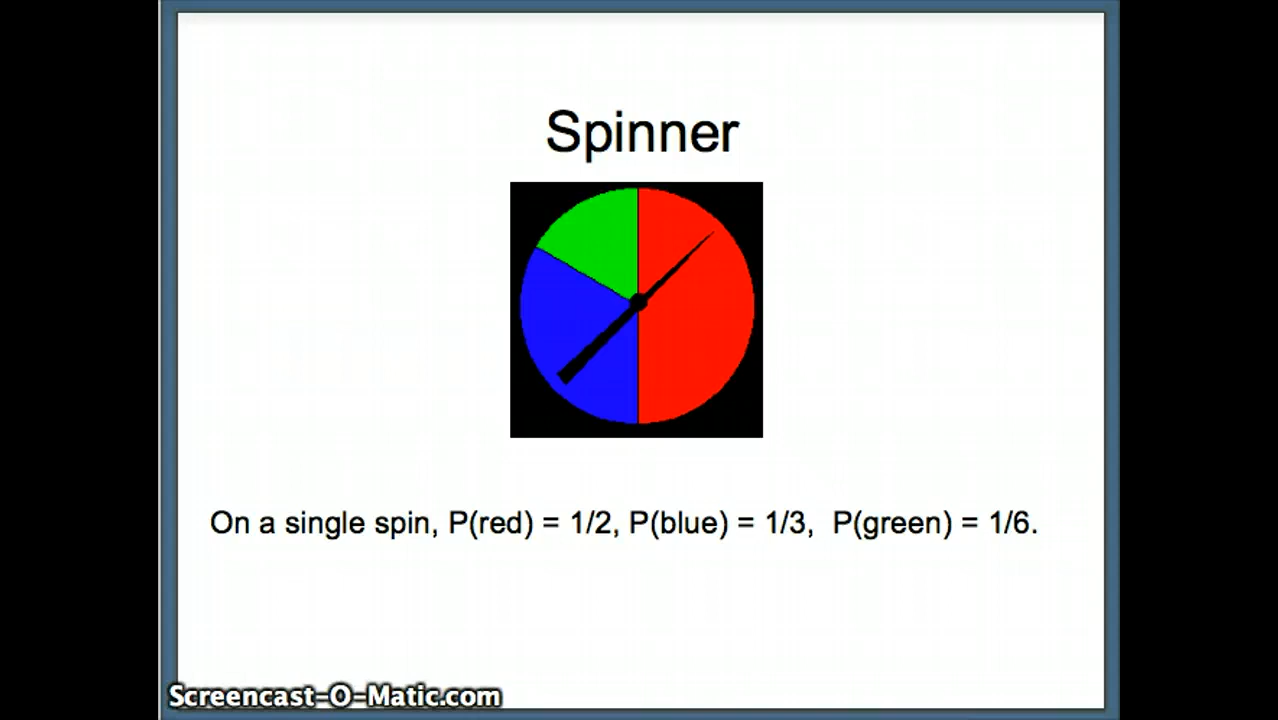 Spinner
On a single spin, P(red) = 1/2, P(blue) = 1/3,  P(green) = 1/6.
Screencast-O-Matic.com